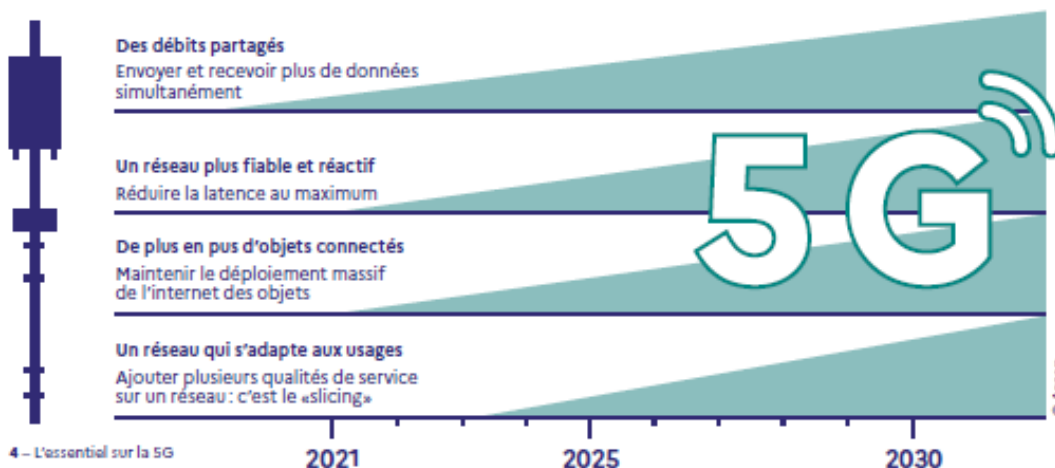 Des débits partagés
Envoyer et recevoir plus de données
simultanément
Un réseau plus fiable et réactif
Réduire la latence au maximum
5G
De plus en pus d'objets connectés
Maintenir le déploiement massif
de l'internet des objets
Un réseau qui s'adapte aux usages
Ajouter plusieurs qualités de service
sur un réseau : c'est le «slicing»
4 – L'essentiel sur la 5G
2021 2025 2030